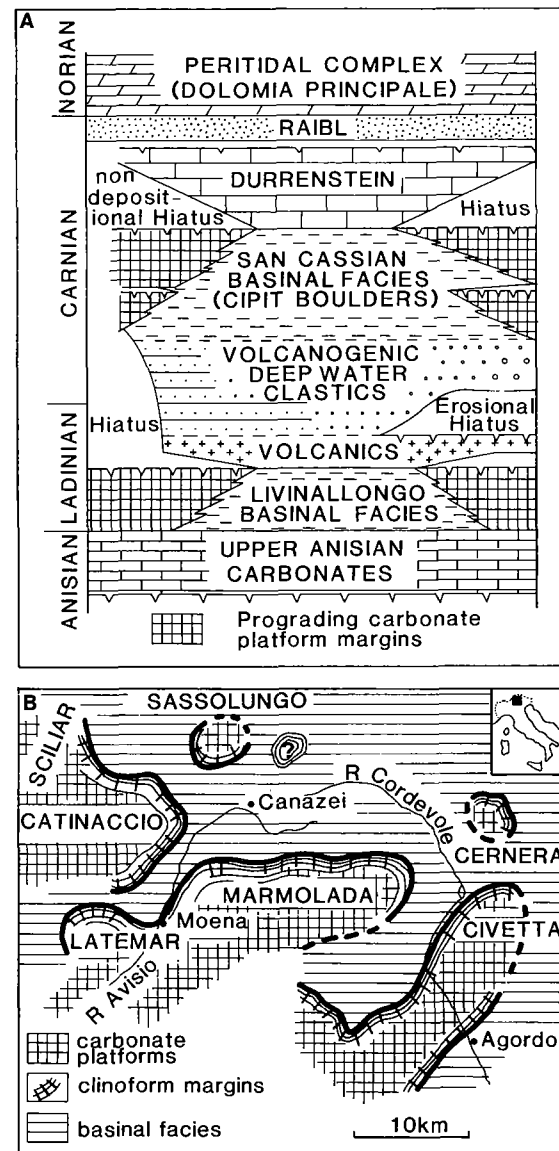 A
NORIAN
PERITIDAL COMPLEX
(DOLOMIA PRINCIPALE)
RAIBL
CARNIAN
non
deposit-
ional Hiatus
DURRENSTEIN
Hiatus
SAN CASSIAN
BASINAL FACIES
(CIPIT BOULDERS)
VOLCANOGENIC
DEEP WATER
CLASTICS
LADINIAN
Hiatus
Erosional
Hiatus
VOLCANICS
LIVINALLONGO
BASINAL FACIES
ANISIAN
UPPER ANISIAN
CARBONATES
Prograding carbonate
platform margins
B
SASSOLUNGO
SCILIAR
R Cordevole
Canazei
CATINACCIO
CERNERA
MARMOLADA
CIVETTA
Moena
LATEMAR
R Avisio
Agordo
carbonate
platforms
clinoform margins
basinal facies
10km